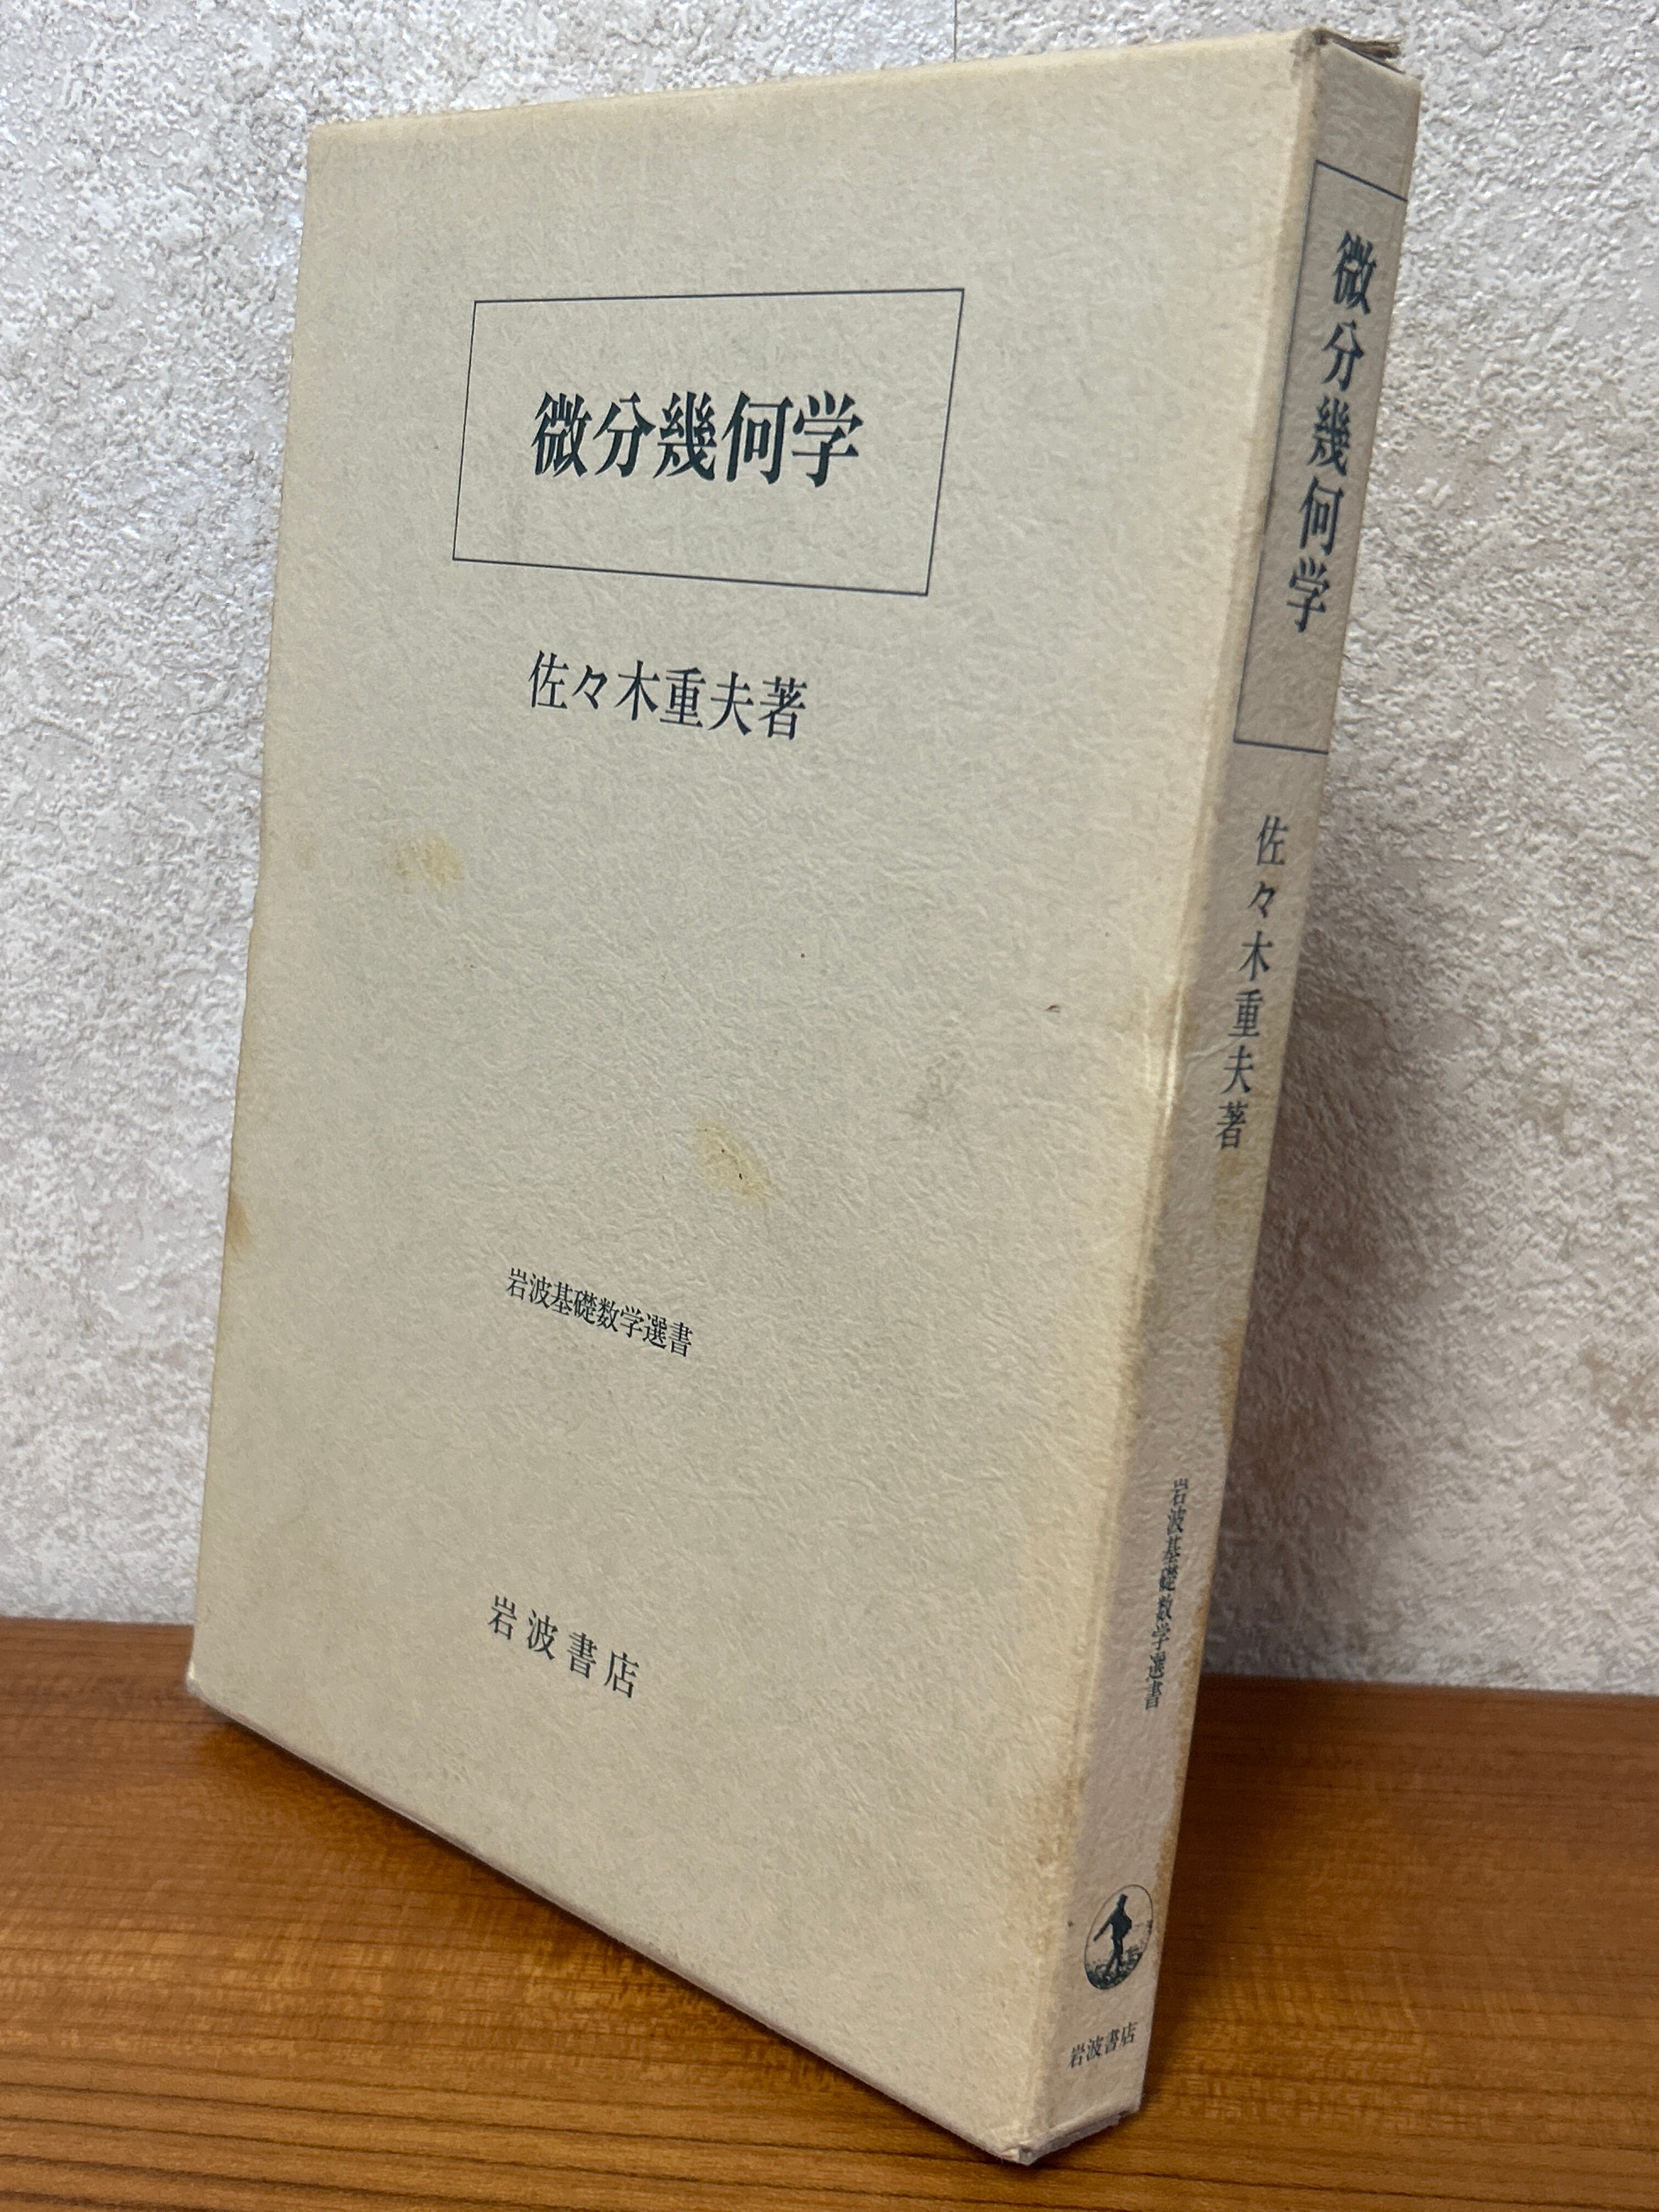 微分幾何学
佐々木重夫著
岩波基礎数学選書
岩波書店
微分幾何学
佐々木重夫著
岩波基礎数学選書
岩波書店